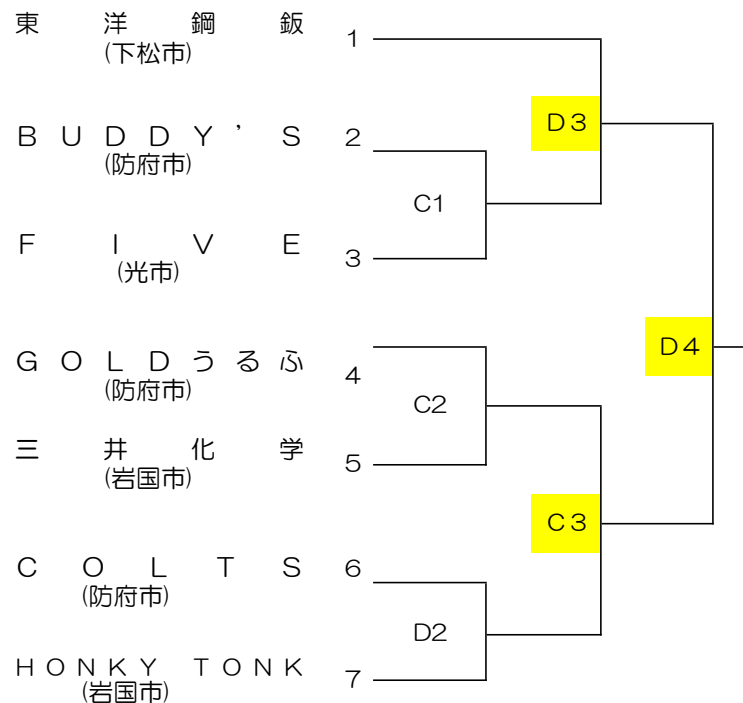 東洋鋼鈑 1
(下松市)
D3
BUDDY'S 2
(防府市)
C1
FIVE 3
(光市)
D4
GOLDうるふ 4
(防府市)
C2
三井化学 5
(岩国市)
C3
COLTS 6
(防府市)
D2
HONKY TONK 7
(岩国市)